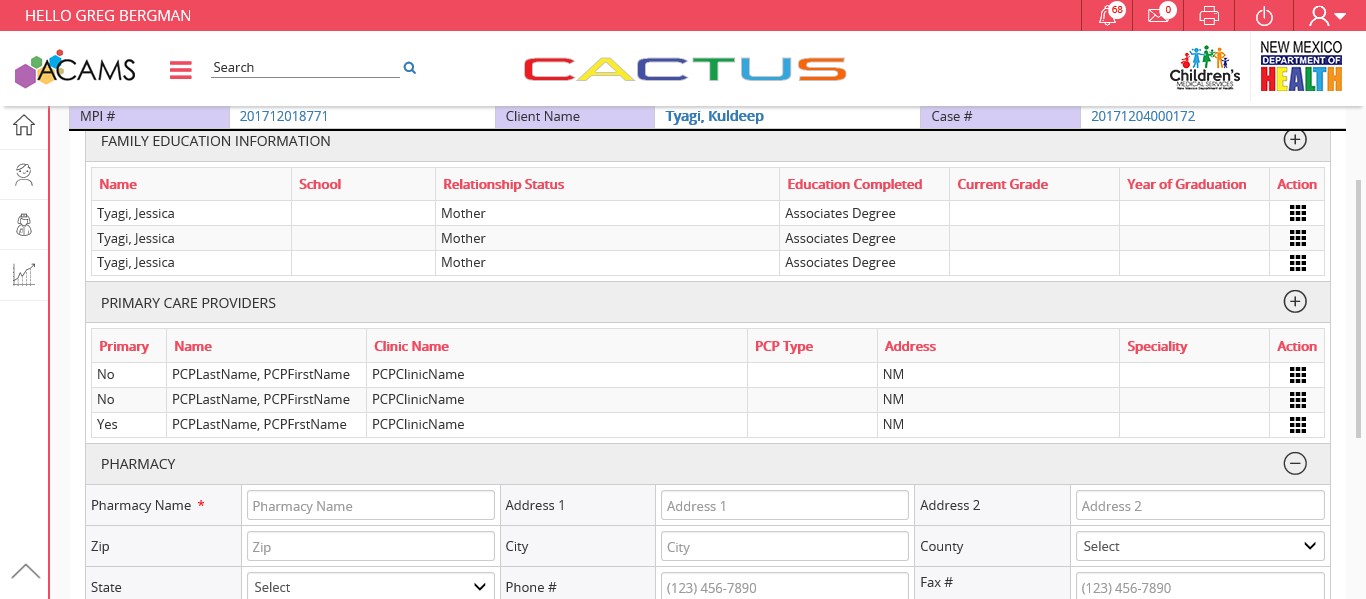 HELLO GREG BERGMAN 68 0
ACAMS Search CACTUS Children's MEDICAL SERVICES New Mexico Department of Health NEW MEXICO DEPARTMENT OF HEALTH
MPI # 201712018771 Client Name Tyagi, Kuldeep Case # 20171204000172
FAMILY EDUCATION INFORMATION
Name School Relationship Status Education Completed Current Grade Year of Graduation Action
Tyagi, Jessica Mother Associates Degree
Tyagi, Jessica Mother Associates Degree
Tyagi, Jessica Mother Associates Degree
PRIMARY CARE PROVIDERS
Primary Name Clinic Name PCP Type Address Speciality Action
No PCPLastName, PCPFirstName PCPClinicName NM
No PCPLastName, PCPFirstName PCPClinicName NM
Yes PCPLastName, PCPFrstName PCPClinicName NM
PHARMACY
Pharmacy Name * Pharmacy Name Address 1 Address 1 Address 2 Address 2
Zip Zip City City County Select
State Select Phone # (123) 456-7890 Fax # (123) 456-7890